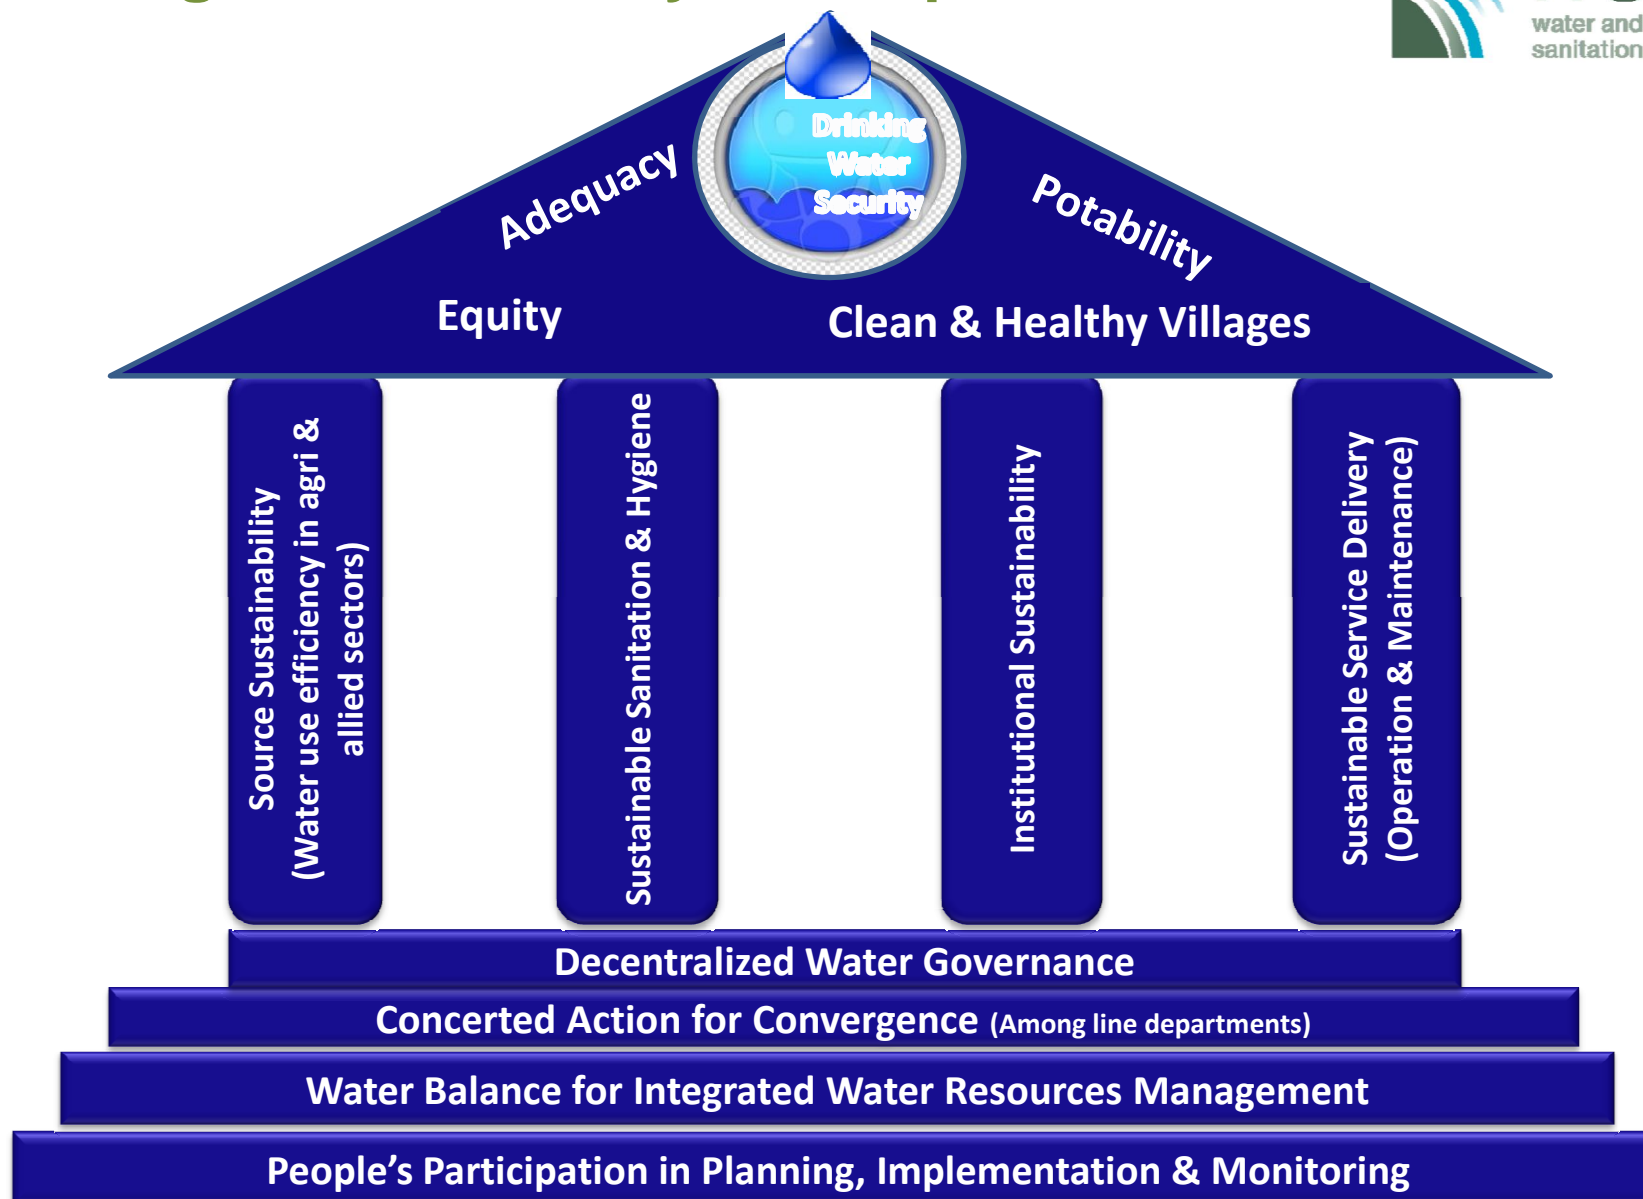 water and
sanitation
Drinking
Water
Security
Adequacy
Potability
Equity
Clean & Healthy Villages
Source Sustainability
(Water use efficiency in agri &
allied sectors)
Sustainable Sanitation & Hygiene
Institutional Sustainability
Sustainable Service Delivery
(Operation & Maintenance)
Decentralized Water Governance
Concerted Action for Convergence (Among line departments)
Water Balance for Integrated Water Resources Management
People’s Participation in Planning, Implementation & Monitoring